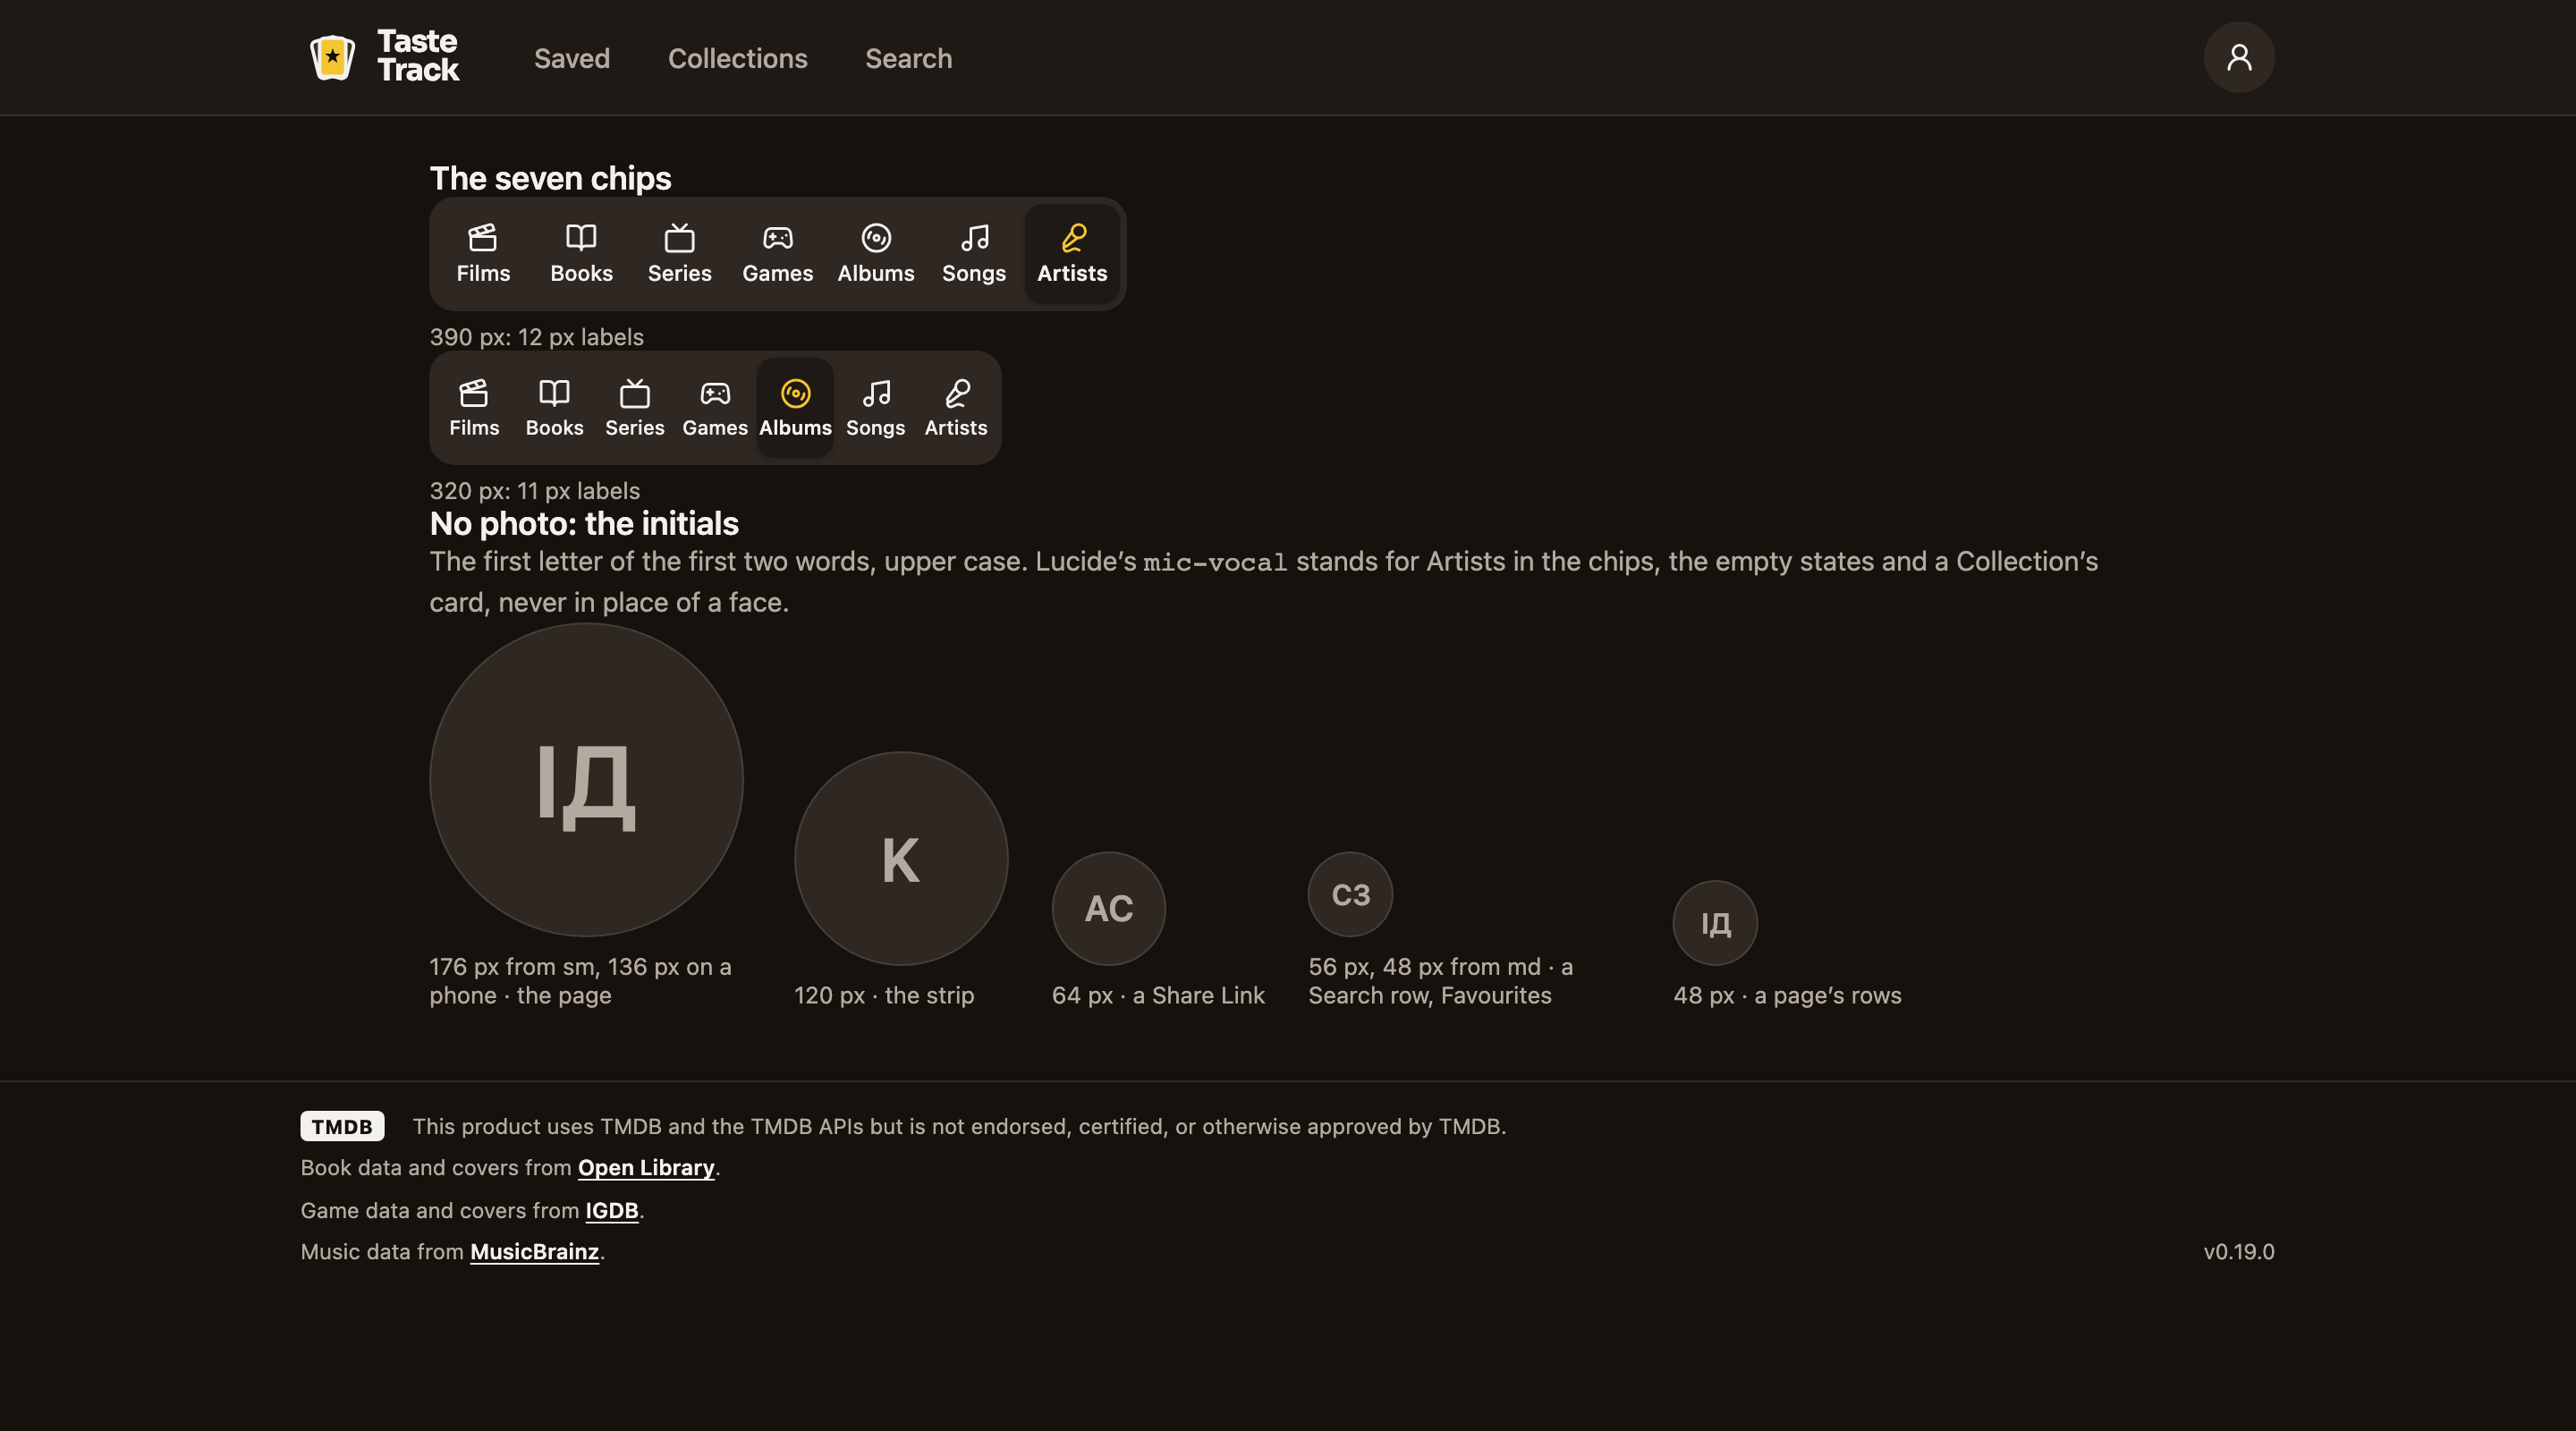 Taste
Track
Saved
Collections
Search
The seven chips
Films
Books
Series
Games
Albums
Songs
Artists
390 px: 12 px labels
Films
Books
Series
Games
Albums
Songs
Artists
320 px: 11 px labels
No photo: the initials
The first letter of the first two words, upper case. Lucide’s mic-vocal stands for Artists in the chips, the empty states and a Collection’s
card, never in place of a face.
ІД
K
AC
СЗ
ІД
176 px from sm, 136 px on a
phone · the page
120 px · the strip
64 px · a Share Link
56 px, 48 px from md · a
Search row, Favourites
48 px · a page’s rows
TMDB
This product uses TMDB and the TMDB APIs but is not endorsed, certified, or otherwise approved by TMDB.
Book data and covers from Open Library.
Game data and covers from IGDB.
Music data from MusicBrainz.
v0.19.0